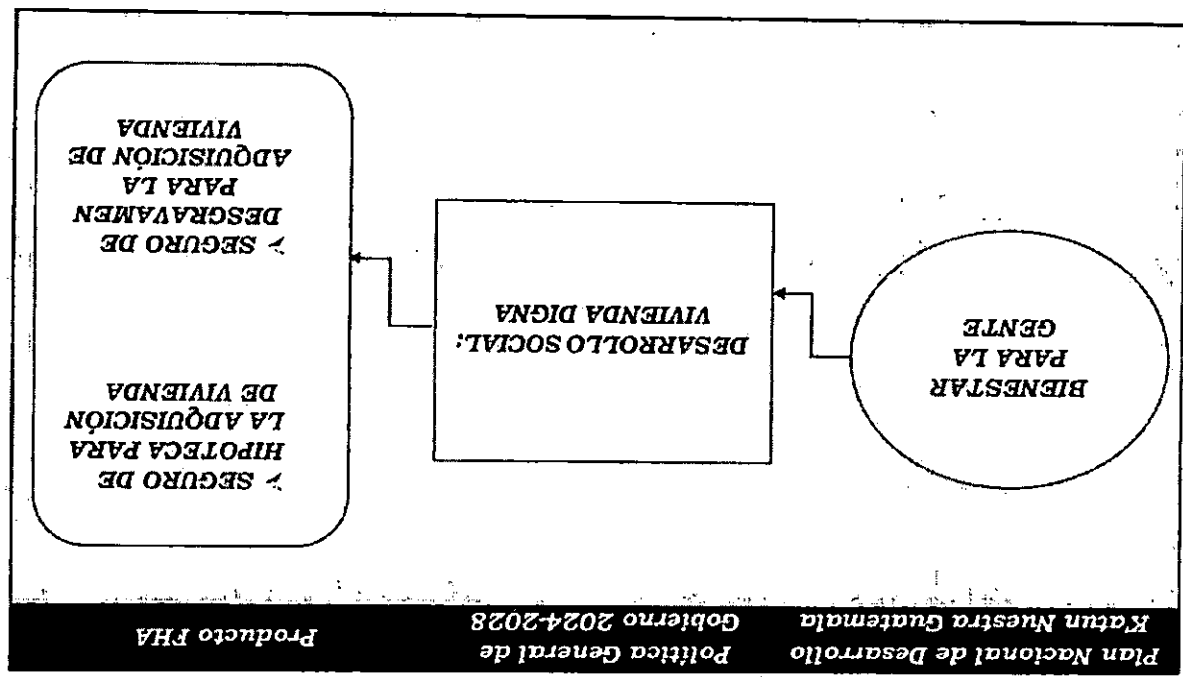 Plan Nacional de Desarrollo
K'atun Nuestra Guatemala
Política General de
Gobierno 2024-2028
Producto FHA
BIENESTAR
PARA LA
GENTE
DESARROLLO SOCIAL:
VIVIENDA DIGNA
➢ SEGURO DE
HIPOTECA PARA
LA ADQUISICIÓN
DE VIVIENDA
➢ SEGURO DE
DESGRAVAMEN
PARA LA
ADQUISICIÓN DE
VIVIENDA